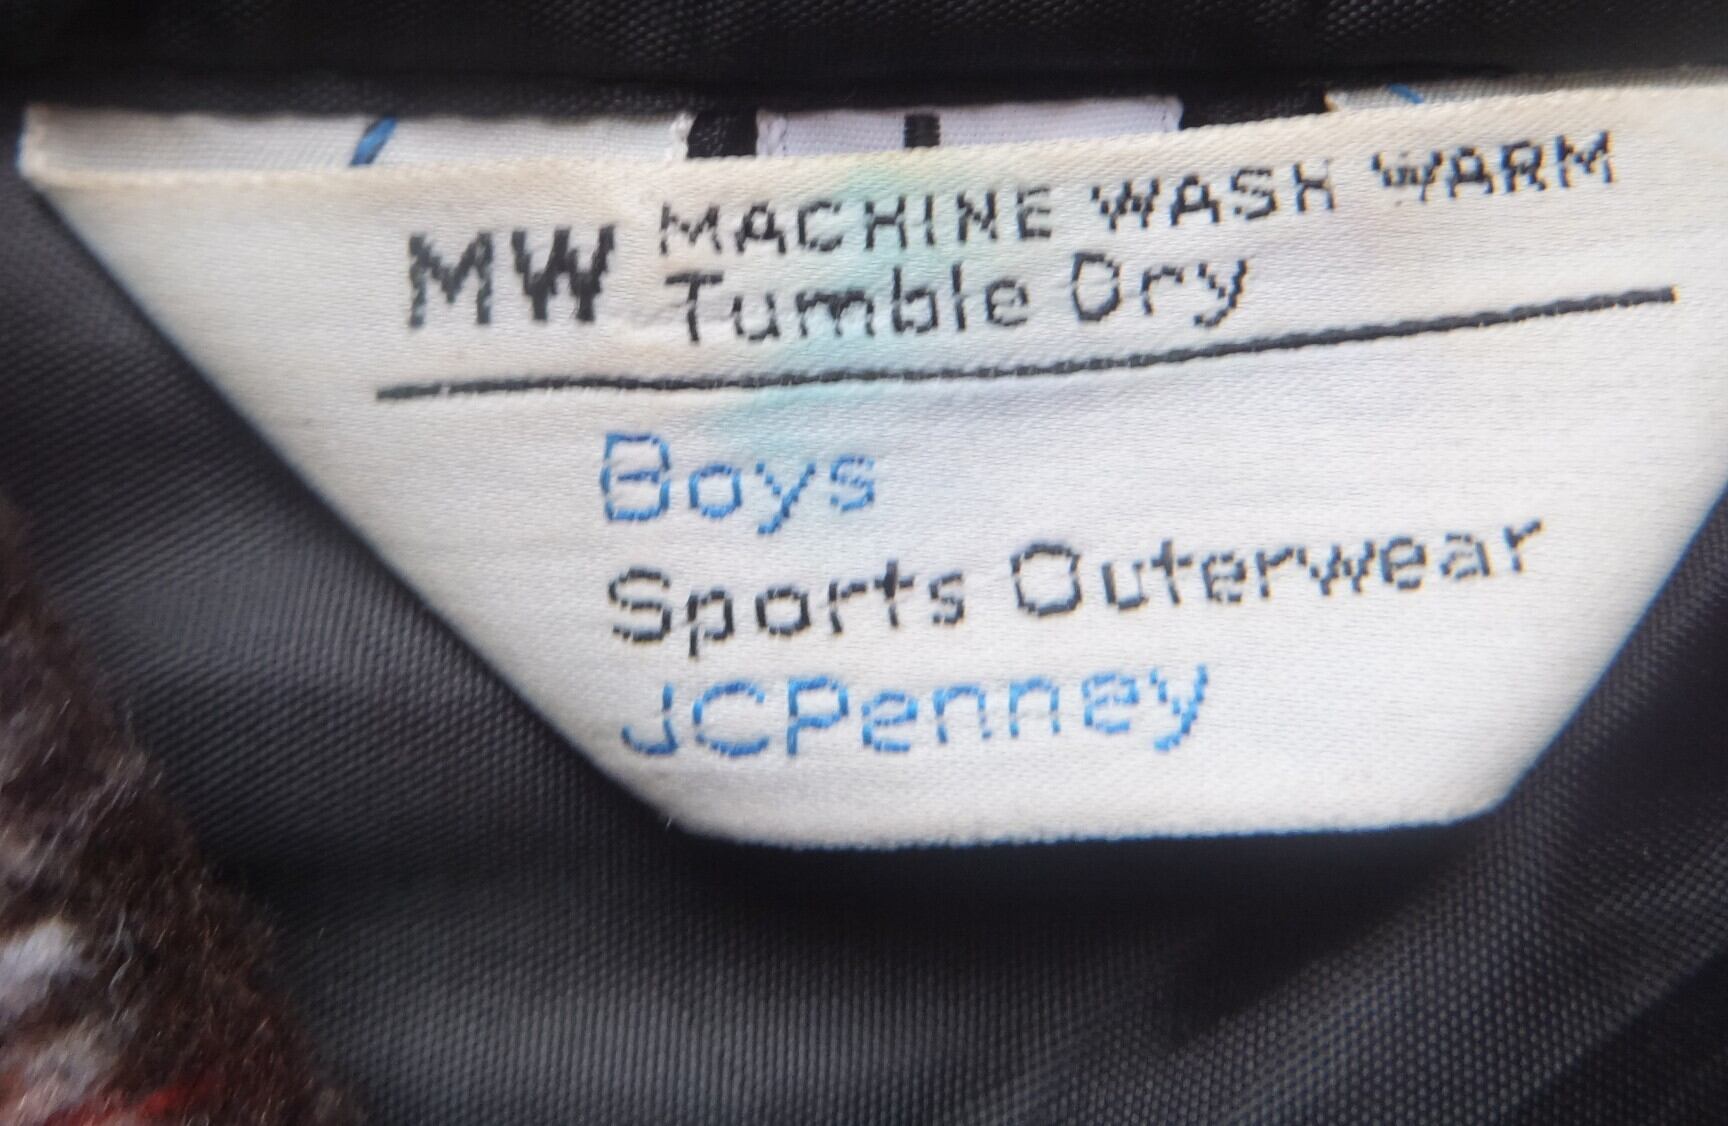 MW MACHINE WASH WARM
Tumble Dry
Boys
Sports Outerwear
JCPenney